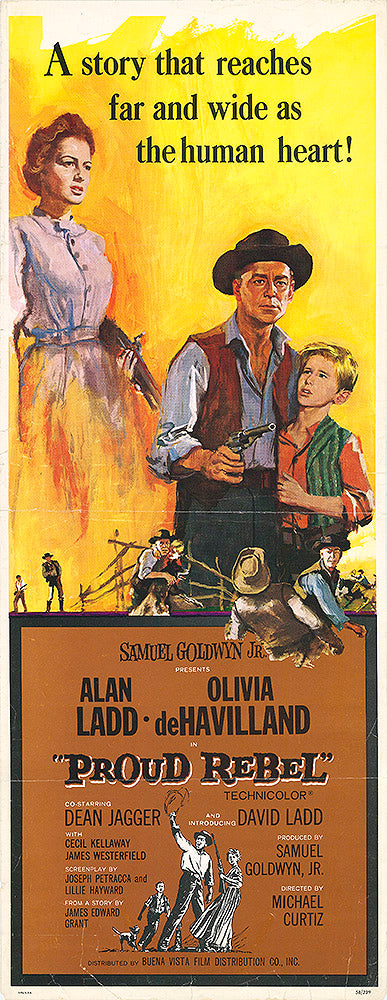 A story that reaches
far and wide as
the human heart!
SAMUEL GOLDWYN JR.
PRESENTS
ALAN LADD • OLIVIA deHAVILLAND
IN
"PROUD REBEL"
TECHNICOLOR®
CO-STARRING
DEAN JAGGER
AND INTRODUCING DAVID LADD
WITH
CECIL KELLAWAY
JAMES WESTERFIELD
SCREENPLAY BY
JOSEPH PETRACCA and
LILLIE HAYWARD
FROM A STORY BY
JAMES EDWARD
GRANT
PRODUCED BY
SAMUEL
GOLDWYN, JR.
DIRECTED BY
MICHAEL
CURTIZ
DISTRIBUTED BY BUENA VISTA FILM DISTRIBUTION CO., INC.
58/209